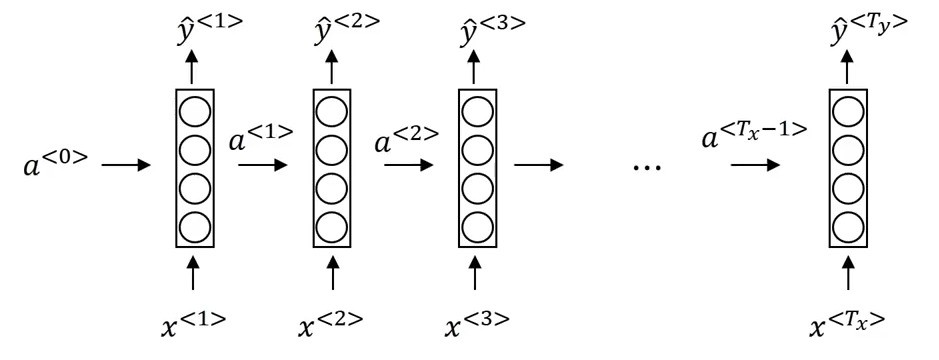 ŷ<1> ŷ<2> ŷ<3> ŷ<Ty>
a<0> a<1> a<2> ... a<Tx−1>
x<1> x<2> x<3> x<Tx>